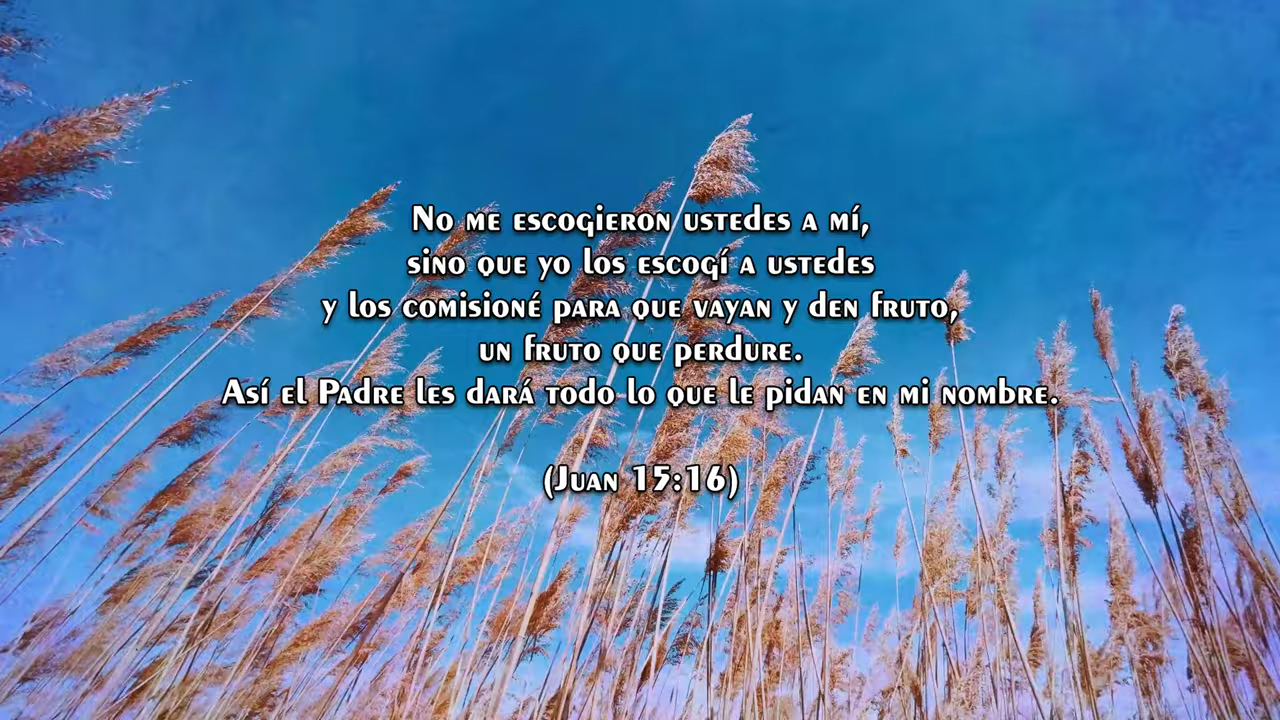 No me escogieron ustedes a mí,
sino que yo los escogí a ustedes
y los comisioné para que vayan y den fruto,
un fruto que perdure.
Así el Padre les dará todo lo que le pidan en mi nombre.
(Juan 15:16)